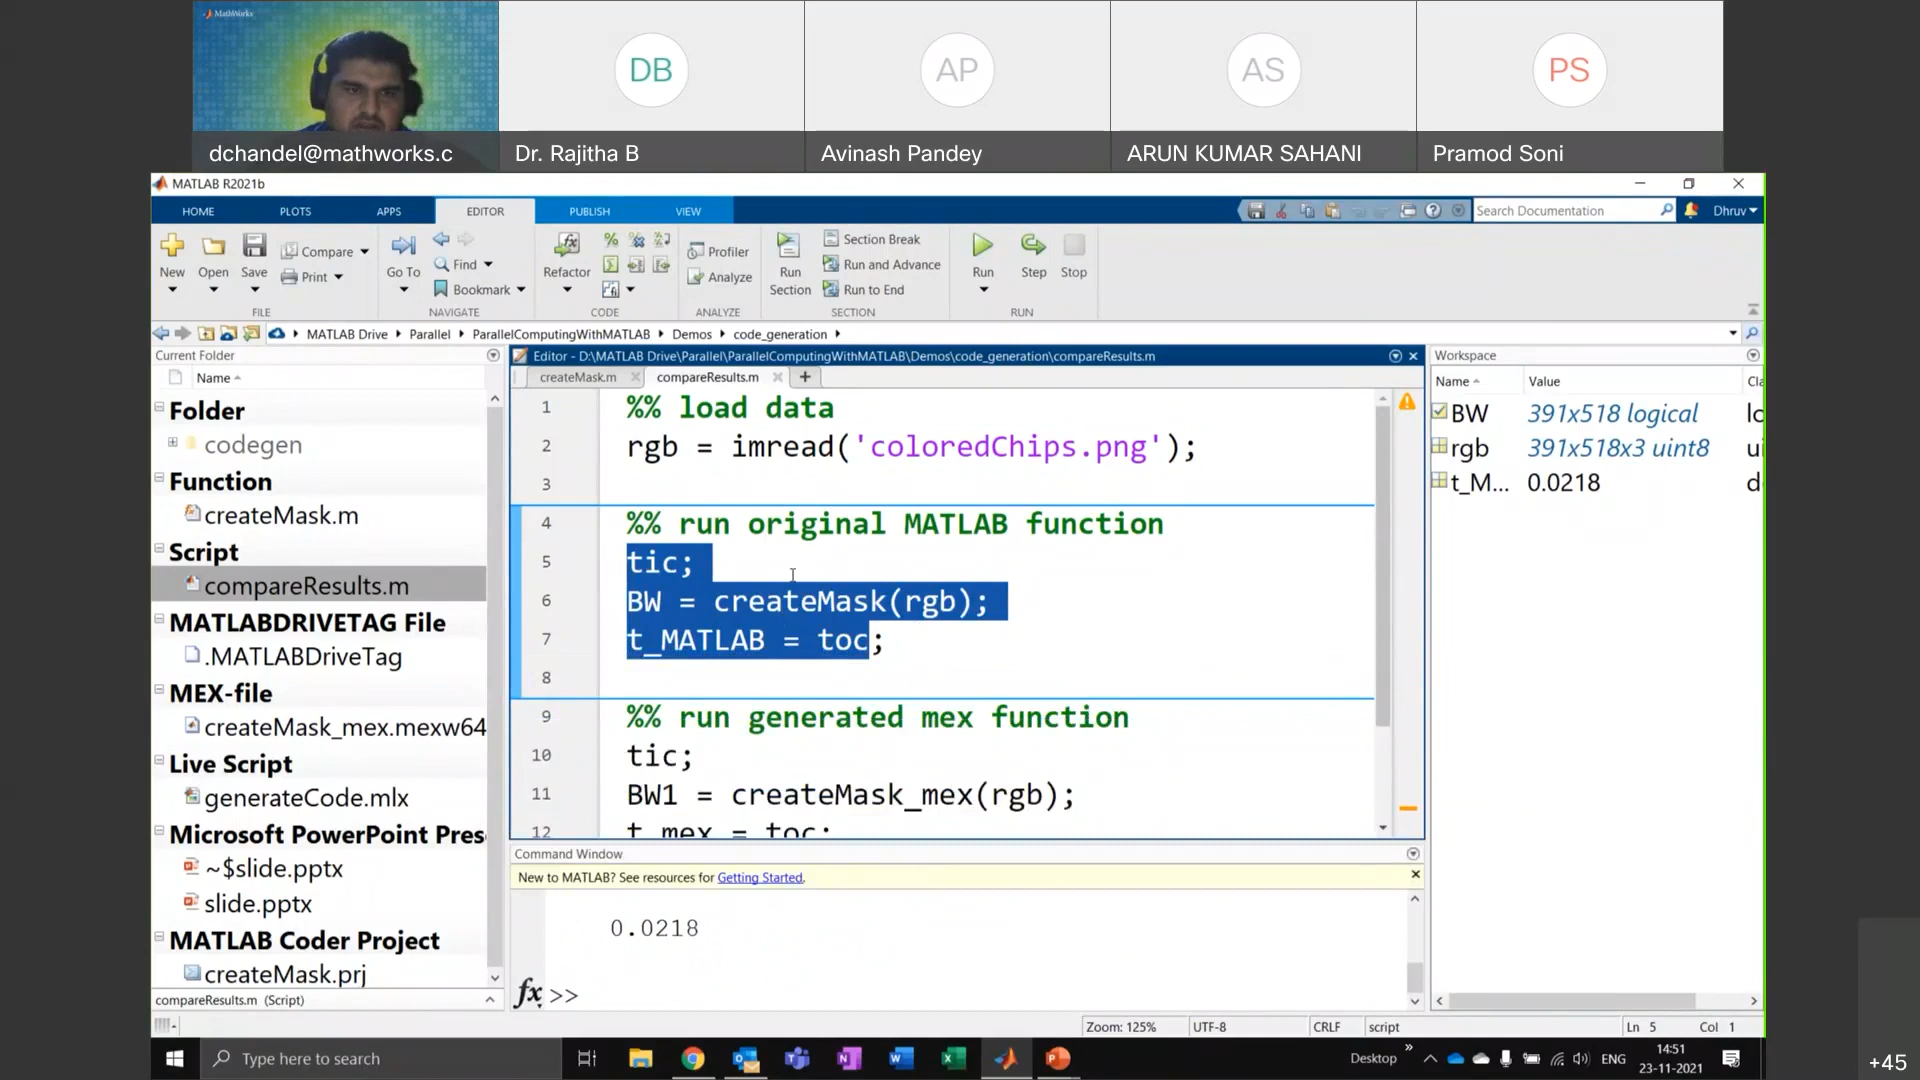 MathWorks
DB
AP
AS
PS
dchandel@mathworks.c
Dr. Rajitha B
Avinash Pandey
ARUN KUMAR SAHANI
Pramod Soni
MATLAB R2021b
HOME
PLOTS
APPS
EDITOR
PUBLISH
VIEW
Search Documentation
Dhruv
New
Open
Save
Compare
Print
Go To
Find
Bookmark
Refactor
Profiler
Analyze
Run Section
Section Break
Run and Advance
Run to End
Run
Step
Stop
FILE
NAVIGATE
CODE
ANALYZE
SECTION
RUN
MATLAB Drive
Parallel
ParallelComputingWithMATLAB
Demos
code_generation
Current Folder
Name
Folder
codegen
Function
createMask.m
Script
compareResults.m
MATLABDRIVETAG File
.MATLABDriveTag
MEX-file
createMask_mex.mexw64
Live Script
generateCode.mlx
Microsoft PowerPoint Pres
~$slide.pptx
slide.pptx
MATLAB Coder Project
createMask.prj
compareResults.m (Script)
Editor - D:\MATLAB Drive\Parallel\ParallelComputingWithMATLAB\Demos\code_generation\compareResults.m
createMask.m
compareResults.m
1 %% load data
2 rgb = imread('coloredChips.png');
3
4 %% run original MATLAB function
5 tic;
6 BW = createMask(rgb);
7 t_MATLAB = toc;
8
9 %% run generated mex function
10 tic;
11 BW1 = createMask_mex(rgb);
12 t_mex = toc;
Command Window
New to MATLAB? See resources for Getting Started.
0.0218
fx >>
Workspace
Name Value Cla
BW 391x518 logical lo
rgb 391x518x3 uint8 ui
t_M... 0.0218 d
Zoom: 125%
UTF-8
CRLF
script
Ln 5
Col 1
Type here to search
Desktop
ENG
14:51
23-11-2021
+45